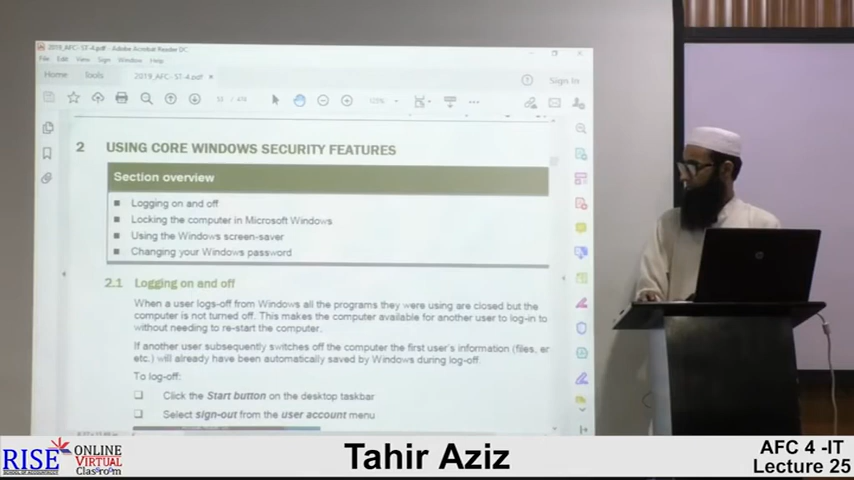 2019_AFC- ST-4.pdf - Adobe Acrobat Reader DC
File Edit View Sign Window Help
Home Tools 2019_AFC- ST-4.pdf × Sign In
2 USING CORE WINDOWS SECURITY FEATURES
Section overview
Logging on and off
Locking the computer in Microsoft Windows
Using the Windows screen-saver
Changing your Windows password
2.1 Logging on and off
When a user logs-off from Windows all the programs they were using are closed but the
computer is not turned off. This makes the computer available for another user to log-in to
without needing to re-start the computer.
If another user subsequently switches off the computer the first user's information (files, er
etc.) will already have been automatically saved by Windows during log-off.
To log-off:
Click the Start button on the desktop taskbar
Select sign-out from the user account menu
RISE
SCHOOL OF ACCOUNTANCY
ONLINE
VIRTUAL
Classroom
Tahir Aziz
AFC 4 -IT
Lecture 25